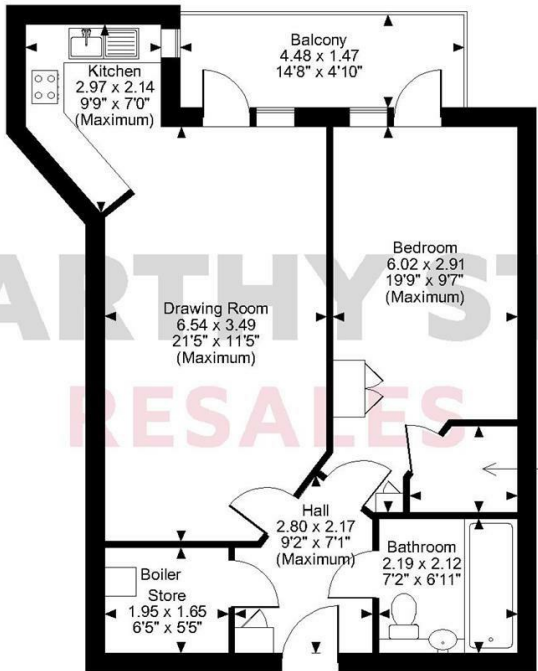 Balcony
4.48 x 1.47
14'8" x 4'10"
Kitchen
2.97 x 2.14
9'9" x 7'0"
(Maximum)
Bedroom
6.02 x 2.91
19'9" x 9'7"
(Maximum)
ARTHY ST
Drawing Room
6.54 x 3.49
21'5" x 11'5"
(Maximum)
RESALES
Hall
2.80 x 2.17
9'2" x 7'1"
(Maximum)
Bathroom
2.19 x 2.12
7'2" x 6'11"
Boiler
Store
1.95 x 1.65
6'5" x 5'5"